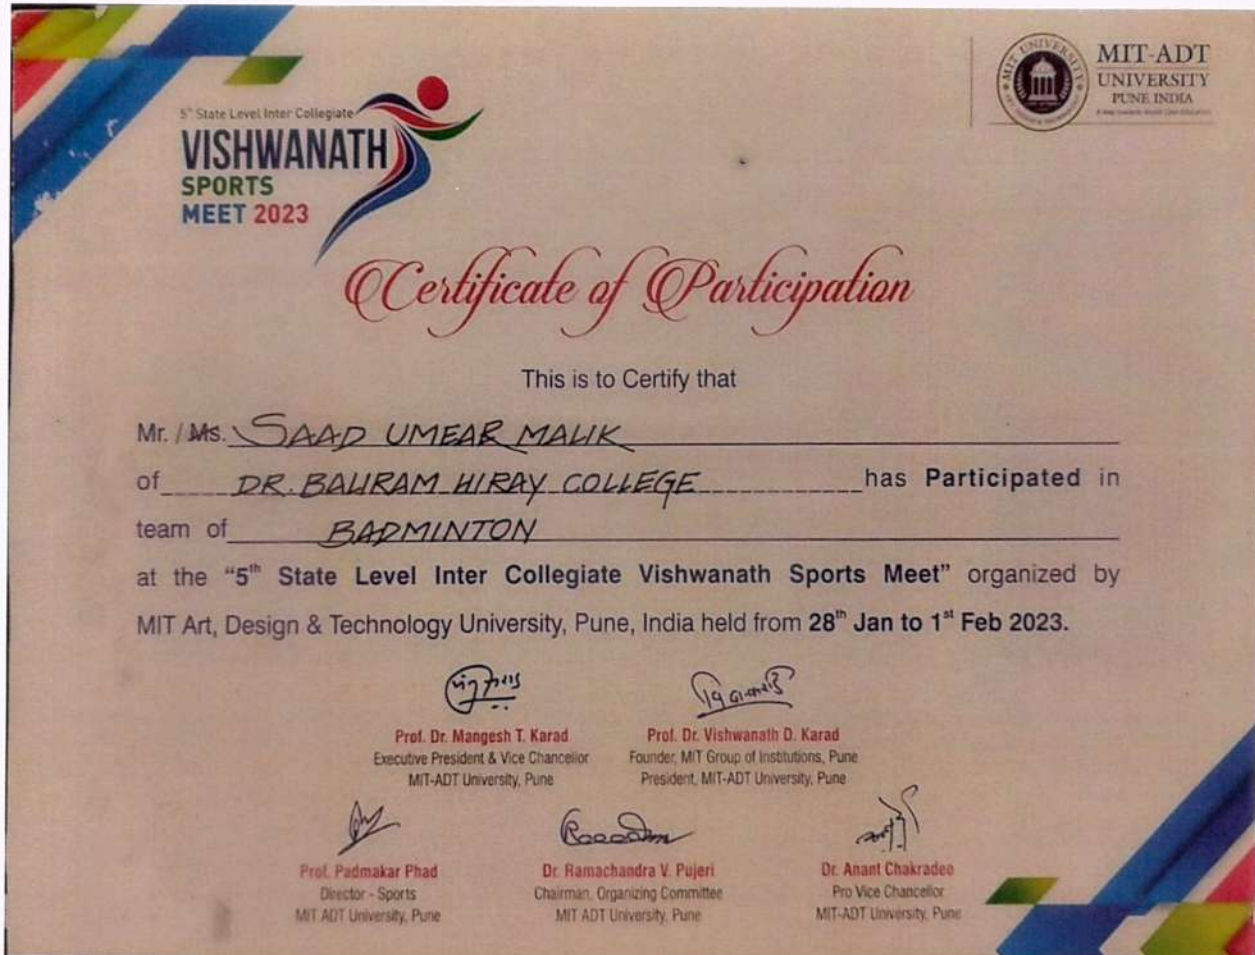 5th State Level Inter Collegiate
VISHWANATH
SPORTS
MEET 2023
MIT UNIVERSITY
MIT-ADT
UNIVERSITY
PUNE INDIA
Certificate of Participation
This is to Certify that
Mr. / Ms. SAAD UMEAR MALIK
of DR. BALIRAM HIRAY COLLEGE has Participated in
team of BADMINTON
at the “5th State Level Inter Collegiate Vishwanath Sports Meet” organized by
MIT Art, Design & Technology University, Pune, India held from 28th Jan to 1st Feb 2023.
Prof. Dr. Mangesh T. Karad
Executive President & Vice Chancellor
MIT-ADT University, Pune
Prof. Dr. Vishwanath D. Karad
Founder, MIT Group of Institutions, Pune
President, MIT-ADT University, Pune
Prof. Padmakar Phad
Director - Sports
MIT ADT University, Pune
Dr. Ramachandra V. Pujeri
Chairman, Organizing Committee
MIT ADT University, Pune
Dr. Anant Chakradeo
Pro Vice Chancellor
MIT-ADT University, Pune